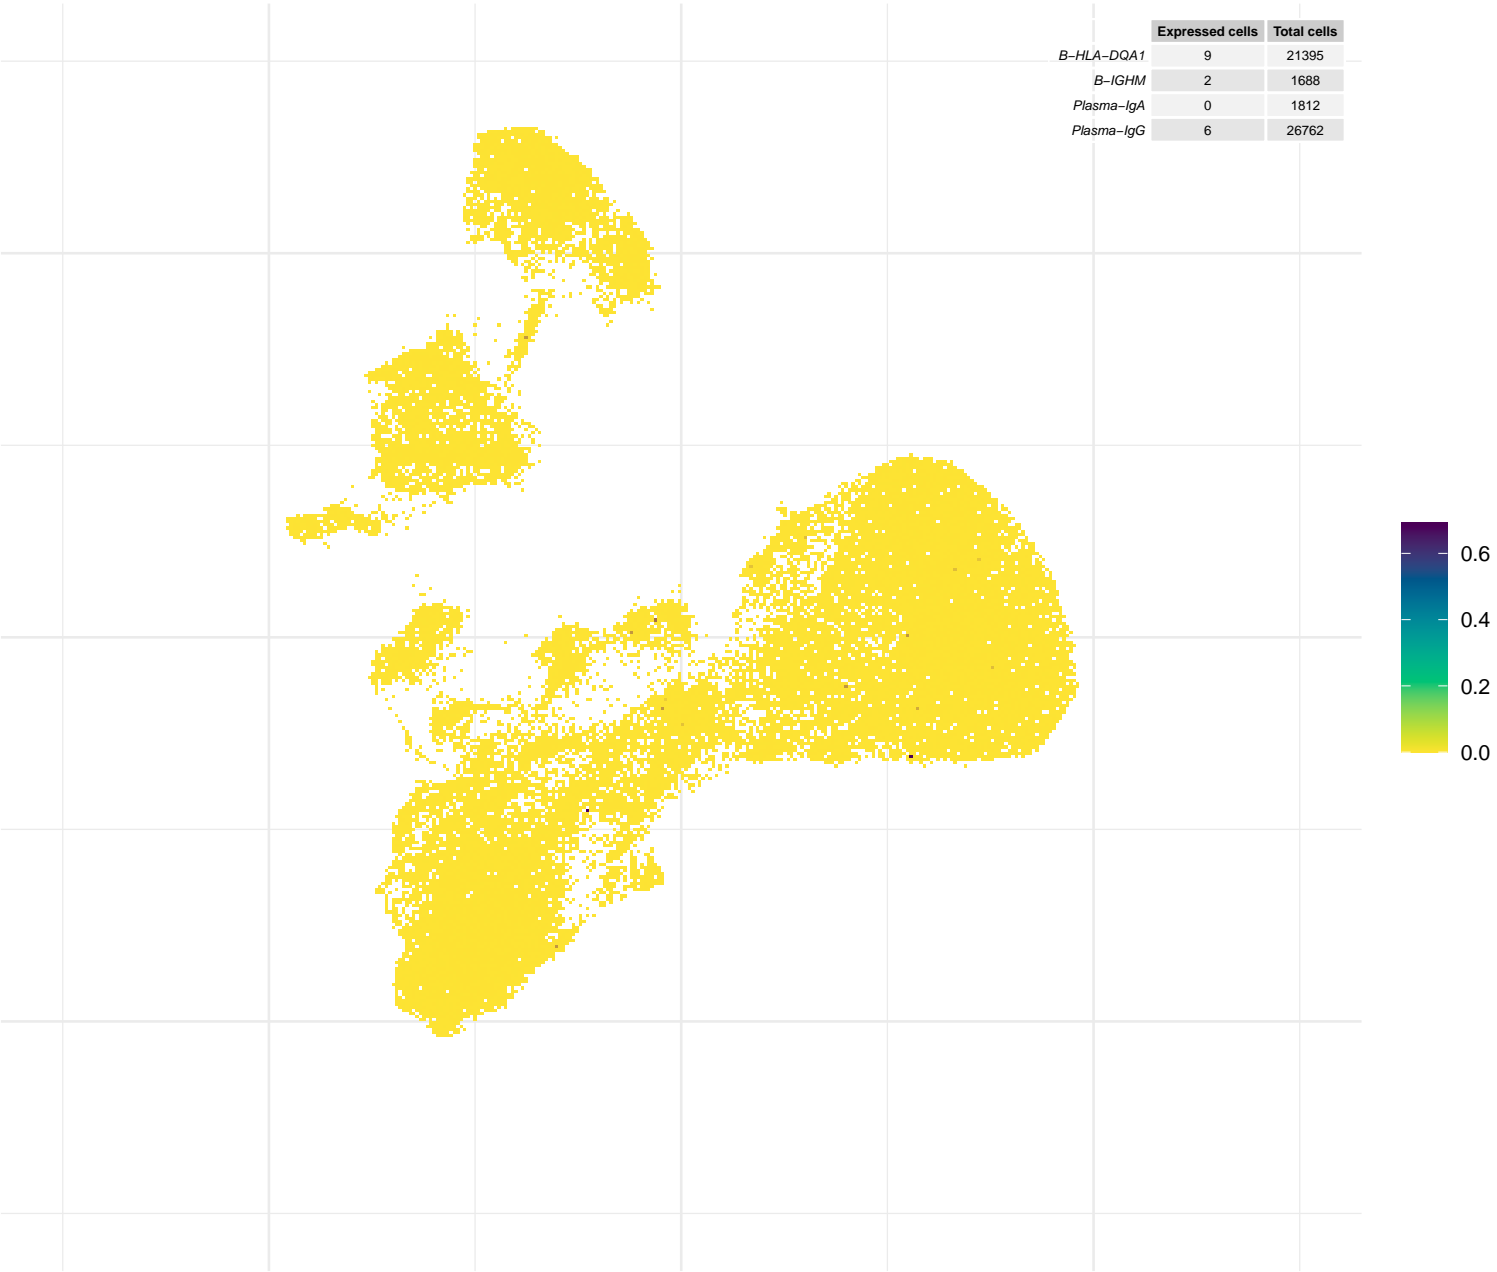 Expressed cells Total cells
B−HLA−DQA1 9 21395
B−IGHM 2 1688
Plasma−IgA 0 1812
Plasma−IgG 6 26762
0.6
0.4
0.2
0.0